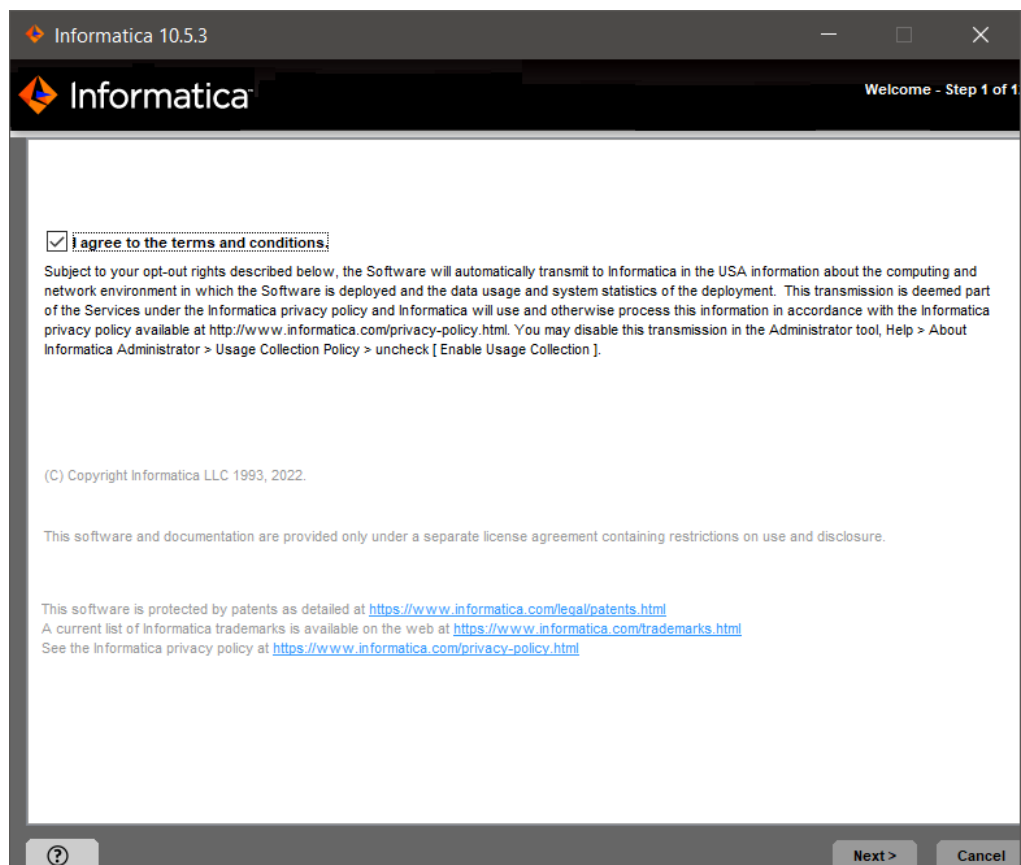 Informatica 10.5.3
Informatica
Welcome - Step 1 of 1
I agree to the terms and conditions.
Subject to your opt-out rights described below, the Software will automatically transmit to Informatica in the USA information about the computing and
network environment in which the Software is deployed and the data usage and system statistics of the deployment.  This transmission is deemed part
of the Services under the Informatica privacy policy and Informatica will use and otherwise process this information in accordance with the Informatica
privacy policy available at http://www.informatica.com/privacy-policy.html. You may disable this transmission in the Administrator tool, Help > About
Informatica Administrator > Usage Collection Policy > uncheck [ Enable Usage Collection ].
(C) Copyright Informatica LLC 1993, 2022.
This software and documentation are provided only under a separate license agreement containing restrictions on use and disclosure.
This software is protected by patents as detailed at https://www.informatica.com/legal/patents.html
A current list of Informatica trademarks is available on the web at https://www.informatica.com/trademarks.html
See the Informatica privacy policy at https://www.informatica.com/privacy-policy.html
?
Next >
Cancel